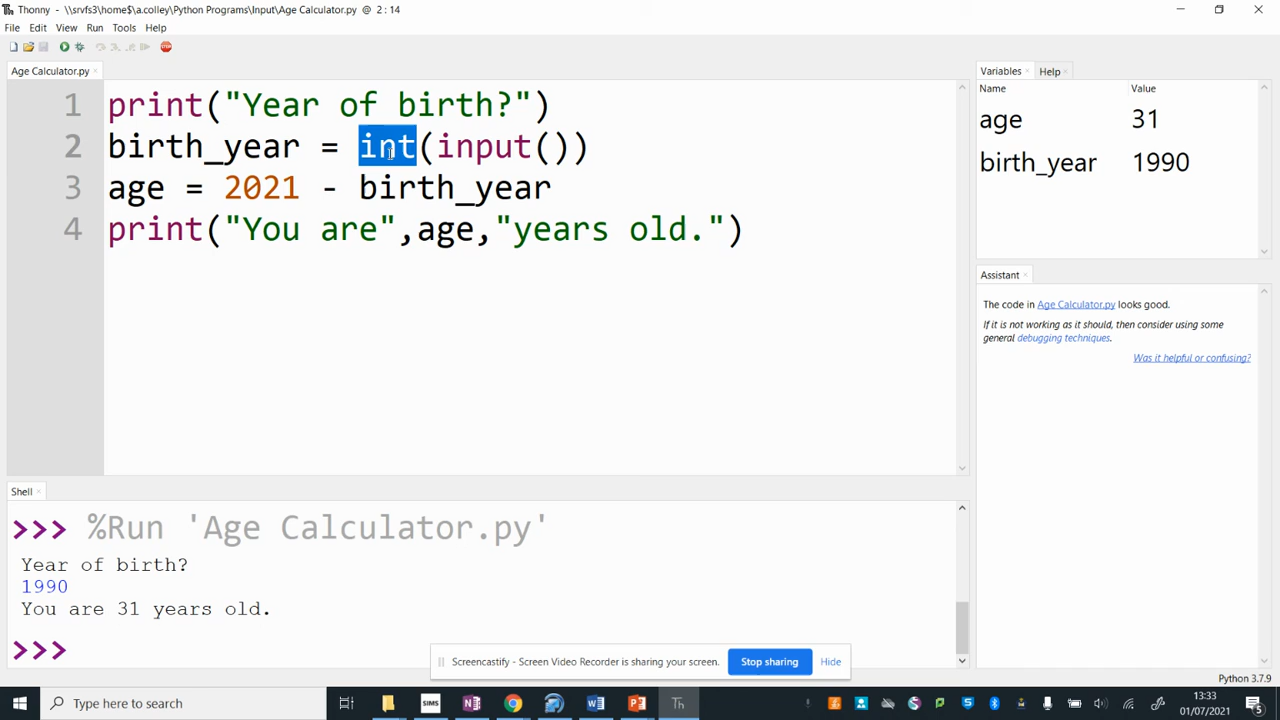 Thonny - \\srvfs3\home$\a.colley\Python Programs\Input\Age Calculator.py @ 2 : 14
File Edit View Run Tools Help
Age Calculator.py
1 print("Year of birth?")
2 birth_year = int(input())
3 age = 2021 - birth_year
4 print("You are",age,"years old.")
Variables Help
Name Value
age 31
birth_year 1990
Assistant
The code in Age Calculator.py looks good.
If it is not working as it should, then consider using some
general debugging techniques.
Was it helpful or confusing?
Shell
>>> %Run 'Age Calculator.py'
Year of birth?
1990
You are 31 years old.
>>>
Screencastify - Screen Video Recorder is sharing your screen. Stop sharing Hide
Python 3.7.9
Type here to search
SIMS
13:33
01/07/2021
5